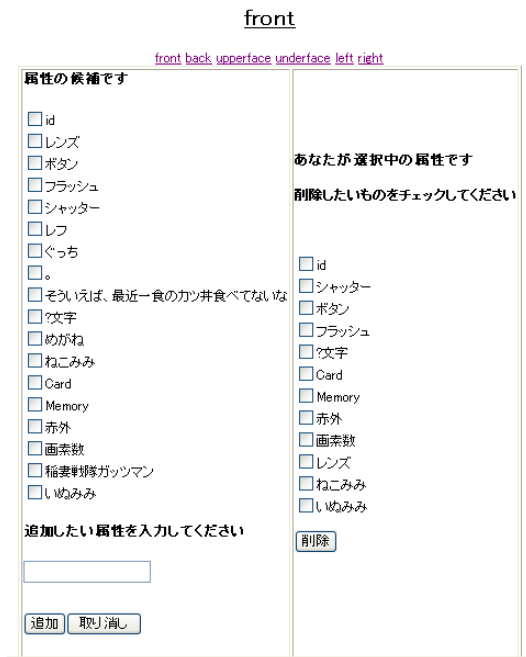 front
front back upperface underface left right
属性の候補です
id
レンズ
ボタン
フラッシュ
シャッター
レフ
ぐっち
。
そういえば、最近一食のカツ丼食べてないな
?文字
めがね
ねこみみ
Card
Memory
赤外
画素数
稲妻戦隊ガッツマン
いぬみみ
追加したい属性を入力してください
追加 取り消し
あなたが選択中の属性です
削除したいものをチェックしてください
id
シャッター
ボタン
フラッシュ
?文字
Card
Memory
赤外
画素数
レンズ
ねこみみ
いぬみみ
削除